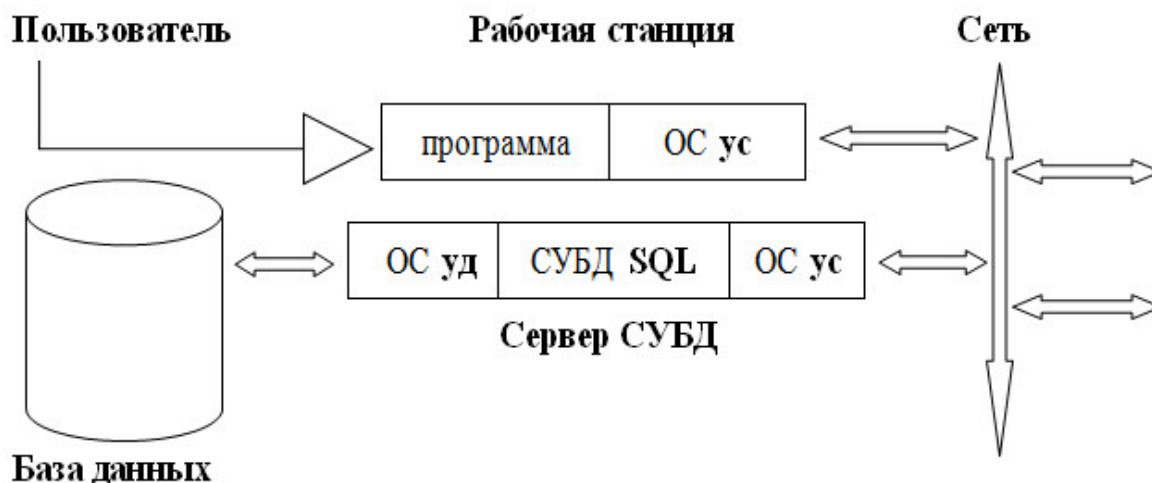 Пользователь
Рабочая станция
Сеть
программа
ОС ус
ОС уд
СУБД SQL
ОС ус
Сервер СУБД
База данных